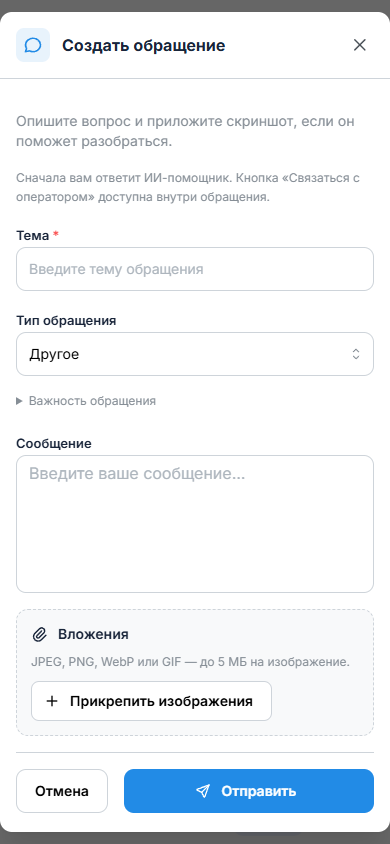 Создать обращение
Опишите вопрос и приложите скриншот, если он
поможет разобраться.
Сначала вам ответит ИИ-помощник. Кнопка «Связаться с
оператором» доступна внутри обращения.
Тема *
Введите тему обращения
Тип обращения
Другое
Важность обращения
Сообщение
Введите ваше сообщение...
Вложения
JPEG, PNG, WebP или GIF — до 5 МБ на изображение.
Прикрепить изображения
Отмена
Отправить